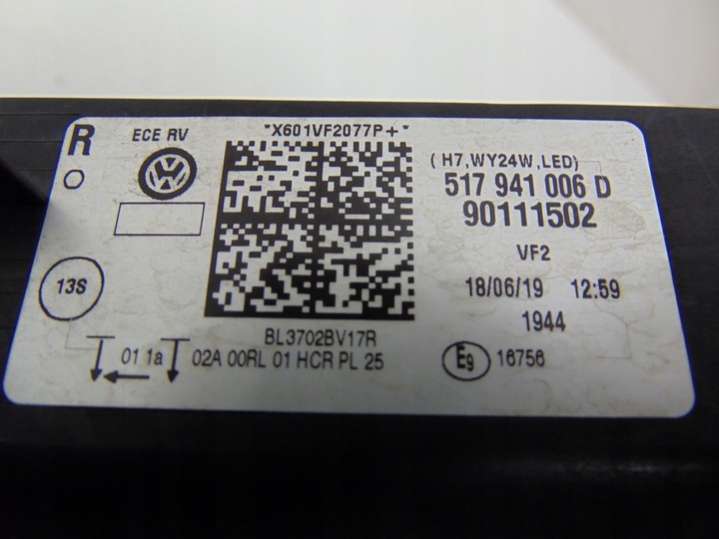 R
ECE RV
"X601VF2077P+"
(H7,WY24W,LED)
517 941 006 D
90111502
VF2
13S
18/06/19 12:59
1944
BL3702BV17R
01 1a 02A 00RL 01 HCR PL 25
E9 16756